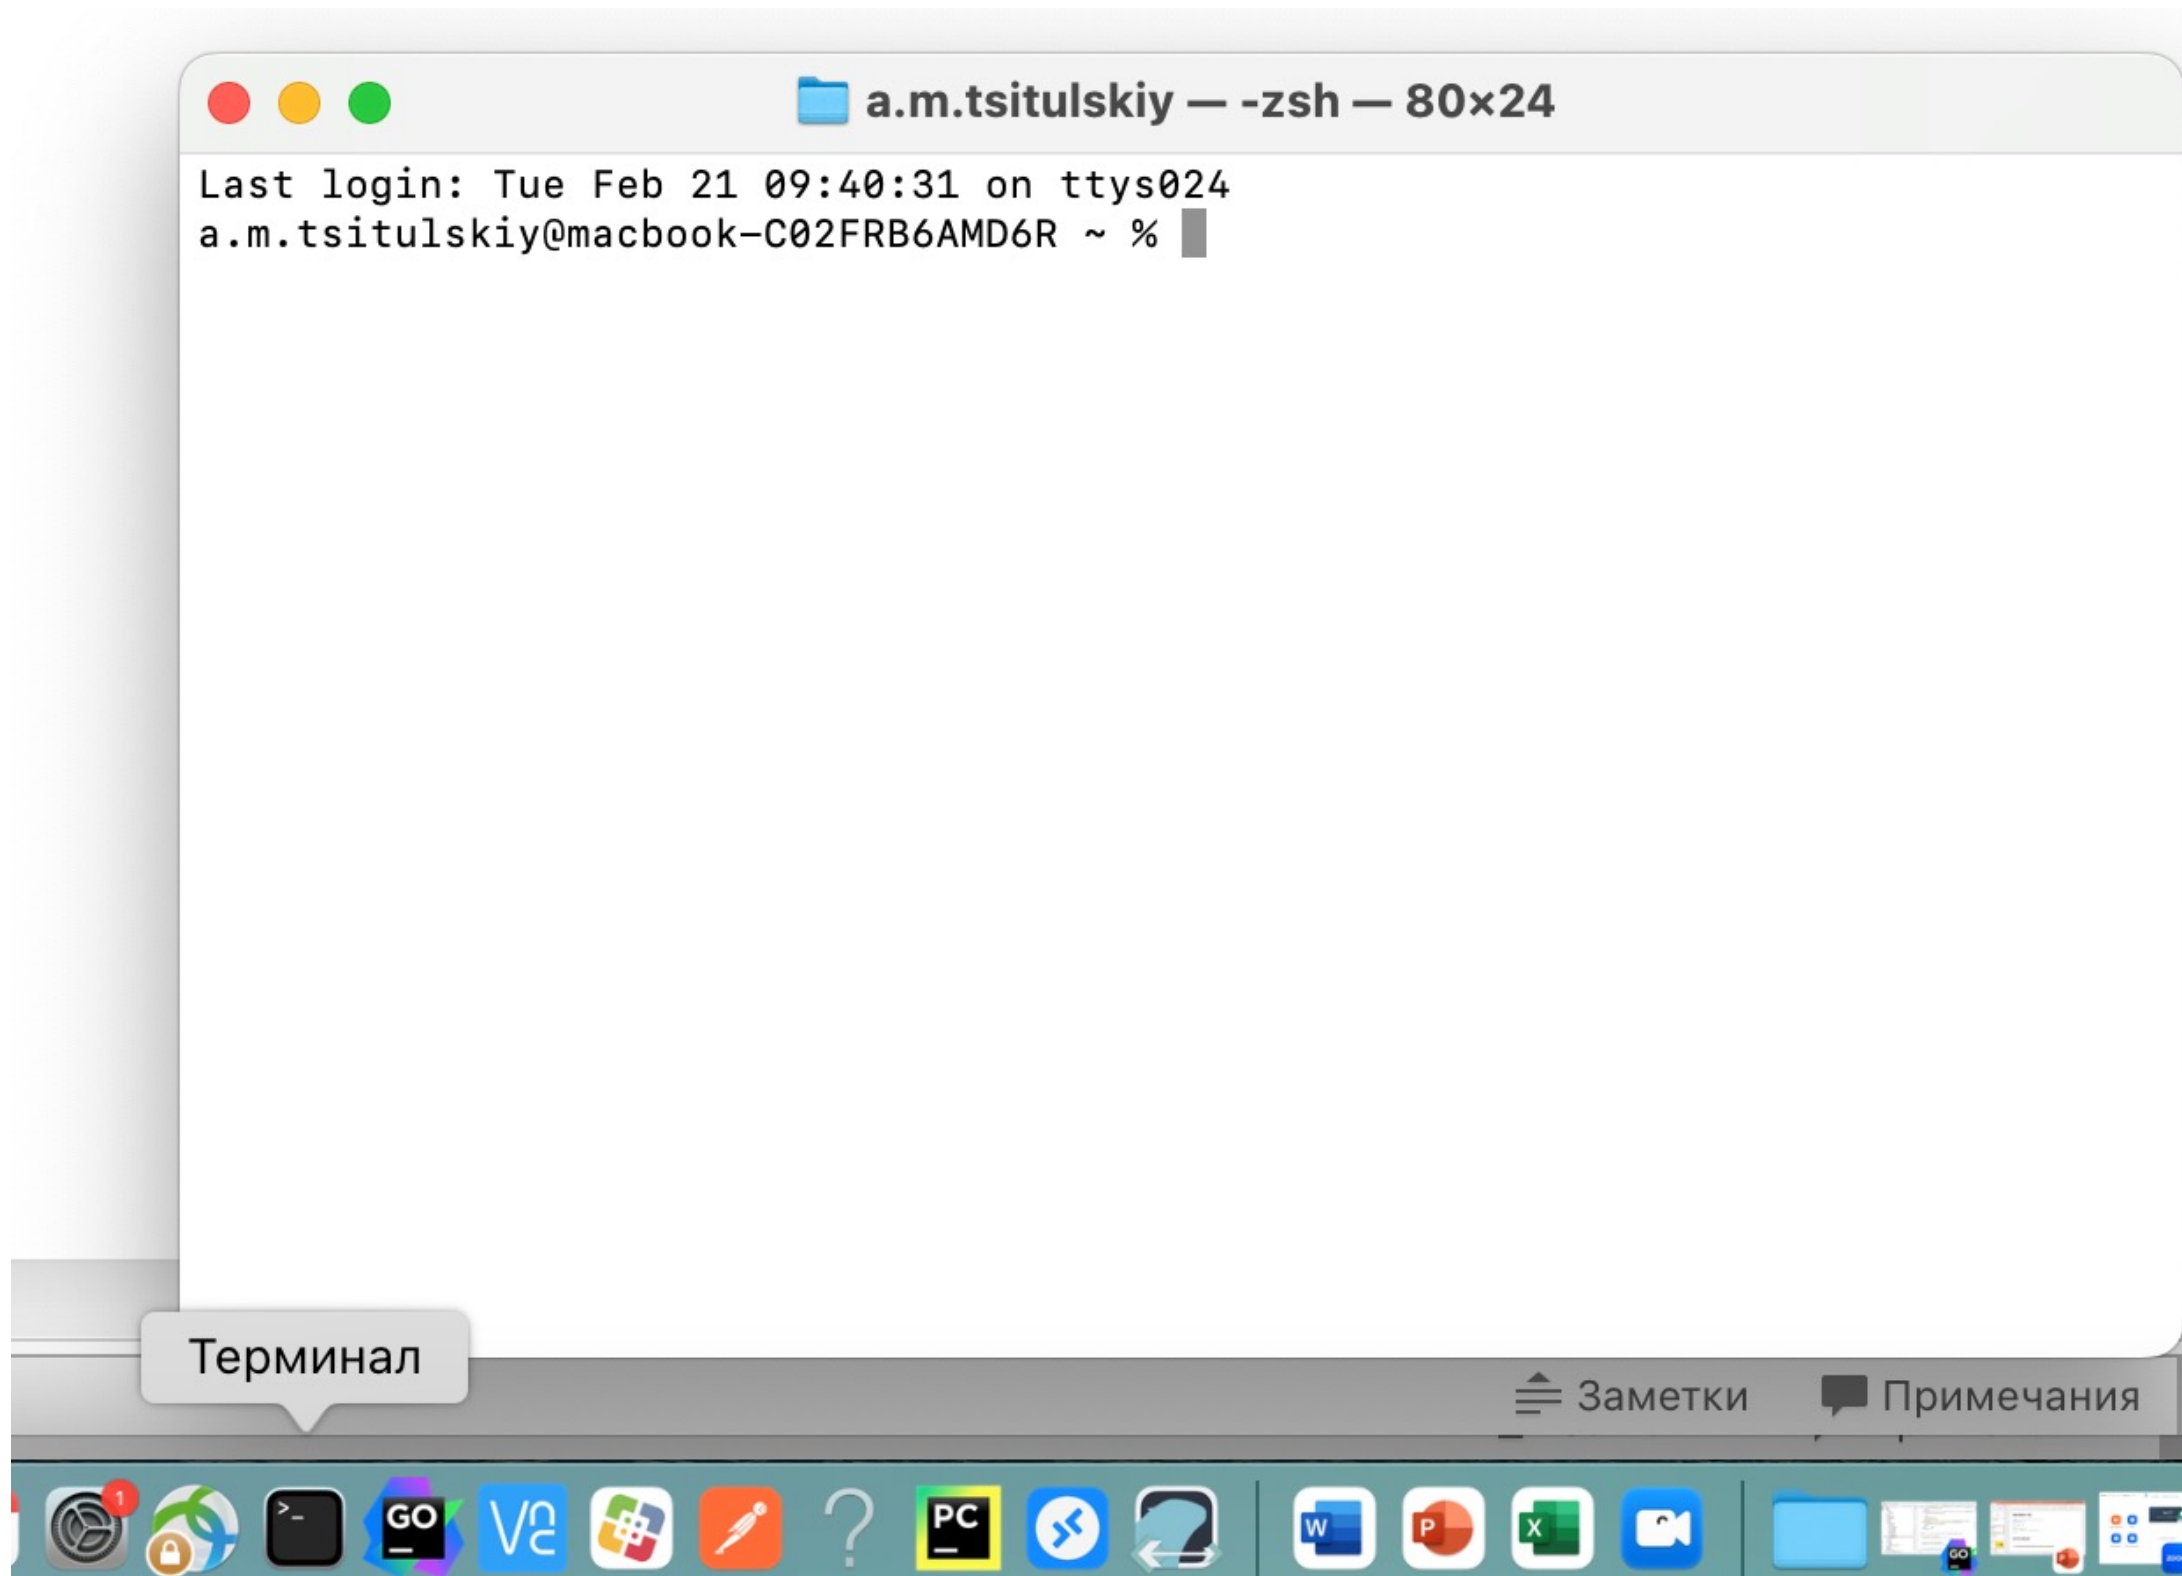 a.m.tsitulskiy — -zsh — 80×24
Last login: Tue Feb 21 09:40:31 on ttys024
a.m.tsitulskiy@macbook-C02FRB6AMD6R ~ %
Терминал
Заметки
Примечания
1
>_
GO
PC
W
P
X
GO